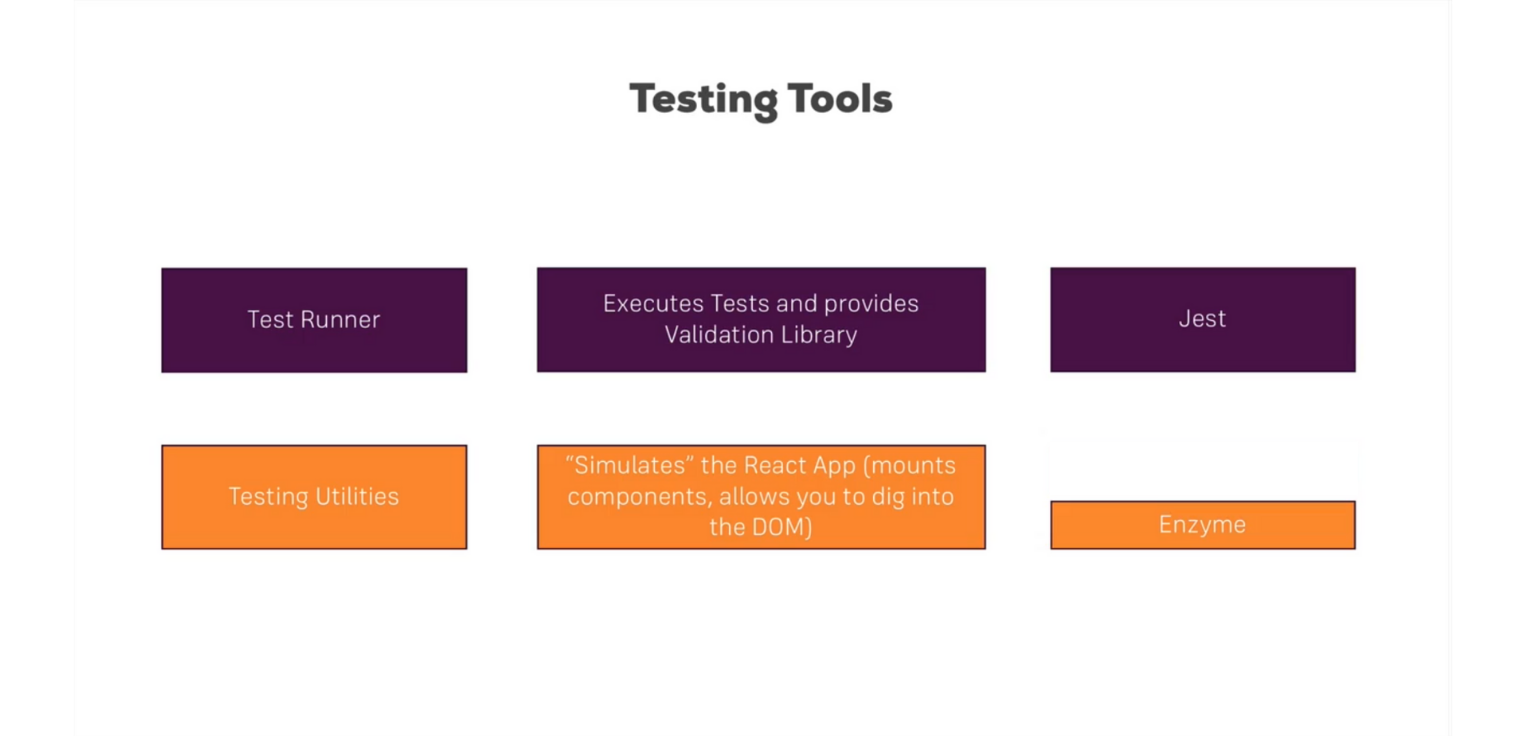 Testing Tools
Test Runner
Executes Tests and provides
Validation Library
Jest
Testing Utilities
“Simulates” the React App (mounts
components, allows you to dig into
the DOM)
Enzyme